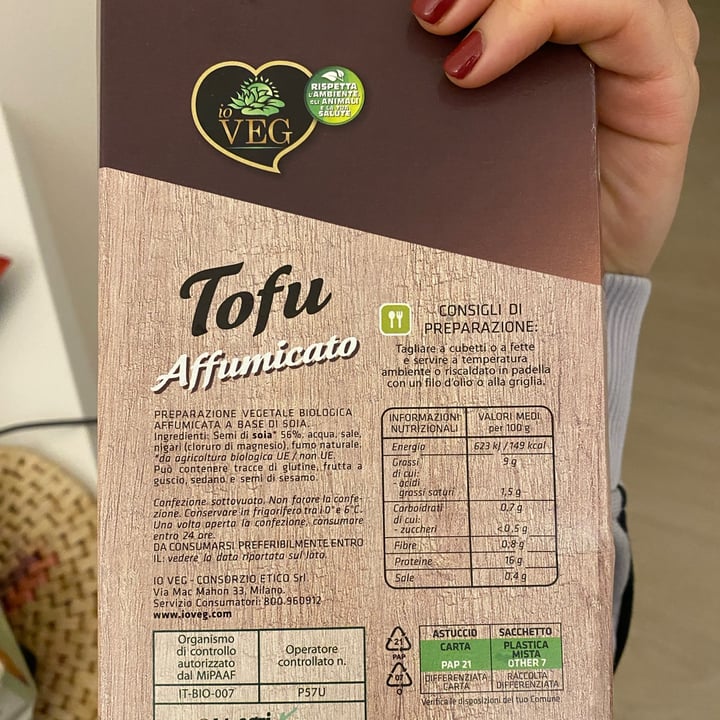 io
VEG
RISPETTA
L'AMBIENTE,
GLI ANIMALI
E LA TUA
SALUTE
Tofu
Affumicato
CONSIGLI DI
PREPARAZIONE:
Tagliare a cubetti o a fette
e servire a temperatura
ambiente o riscaldato in padella
con un filo d'olio o alla griglia.
PREPARAZIONE VEGETALE BIOLOGICA
AFFUMICATA A BASE DI SOIA.
Ingredienti: Semi di soia* 56%, acqua, sale,
nigari (cloruro di magnesio), fumo naturale.
*da agricoltura biologica UE / non UE.
Può contenere tracce di glutine, frutta a
guscio, sedano e semi di sesamo.
Confezione sottovuoto. Non forare la confe-
zione. Conservare in frigorifero tra i 0° e 6°C.
Una volta aperta la confezione, consumare
entro 24 ore.
DA CONSUMARSI PREFERIBILMENTE ENTRO
IL: vedere la data riportata sul lato.
IO VEG - CONSORZIO ETICO Srl
Via Mac Mahon 33, Milano.
Servizio Consumatori: 800.960912
www.ioveg.com
INFORMAZIONI NUTRIZIONALI VALORI MEDI per 100 g
Energia 623 kJ / 149 kcal
Grassi 9 g
di cui:
- acidi
grassi saturi 1,5 g
Carboidrati 0,7 g
di cui:
- zuccheri <0,5 g
Fibre 0,8 g
Proteine 16 g
Sale 0,4 g
Organismo
di controllo
autorizzato
dal MiPAAF
Operatore
controllato n.
IT-BIO-007 P57U
21
PAP
07
ASTUCCIO SACCHETTO
CARTA
PAP 21
PLASTICA
MISTA
OTHER 7
DIFFERENZIATA
CARTA
RACCOLTA
DIFFERENZIATA
Verifica le disposizioni del tuo Comune